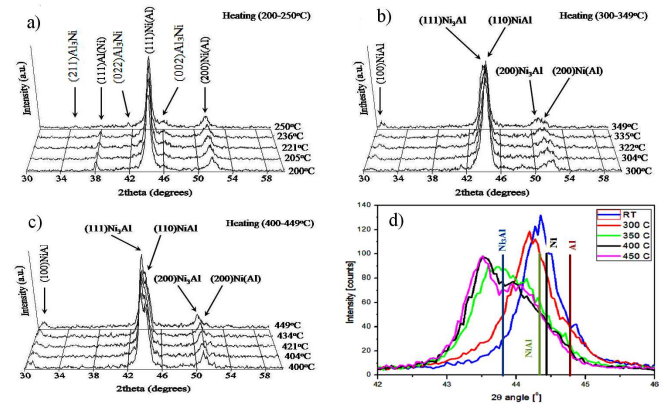 a)
Heating (200-250°C)
(211)Al₃Ni
(111)Al(Ni)
(022)Al₃Ni
(111)Ni(Al)
(002)Al₃Ni
(200)Ni(Al)
Intensity (a.u.)
250°C
236°C
221°C
205°C
200°C
30 34 38 42 46 50 54 58
2theta (degrees)
b)
Heating (300-349°C)
(111)Ni₃Al
(110)NiAl
(100)NiAl
(200)Ni₃Al
(200)Ni(Al)
Intensity (a.u.)
349°C
335°C
322°C
304°C
300°C
30 34 38 42 46 50 54 58
2theta (degrees)
c)
Heating (400-449°C)
(111)Ni₃Al
(110)NiAl
(100)NiAl
(200)Ni₃Al
(200)Ni(Al)
Intensity (a.u.)
449°C
434°C
421°C
404°C
400°C
30 34 38 42 46 50 54 58
2theta (degrees)
d)
Ni₃Al
NiAl
Ni
Al
RT
300 C
350 C
400 C
450 C
Intensity [counts]
140
120
100
80
60
40
20
0
42 43 44 45 46
2θ angle [°]